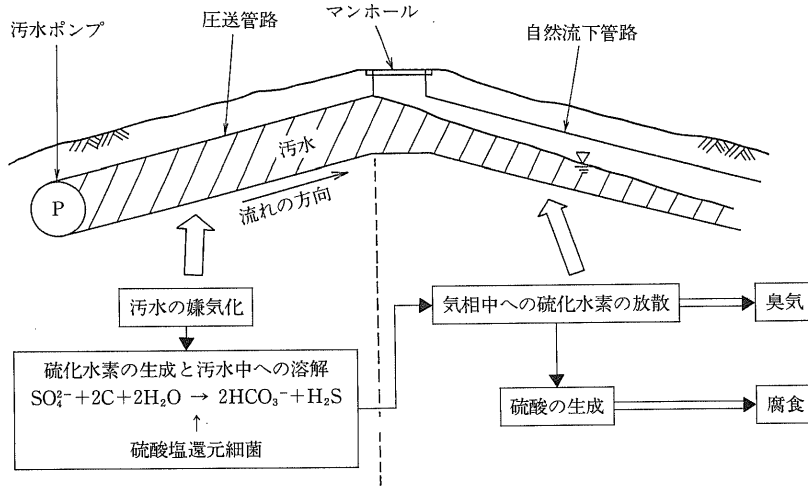 汚水ポンプ
圧送管路
マンホール
自然流下管路
汚水
P
流れの方向
汚水の嫌気化
硫化水素の生成と汚水中への溶解
SO₄²⁻+2C+2H₂O → 2HCO₃⁻+H₂S
↑
硫酸塩還元細菌
気相中への硫化水素の放散
臭気
硫酸の生成
腐食